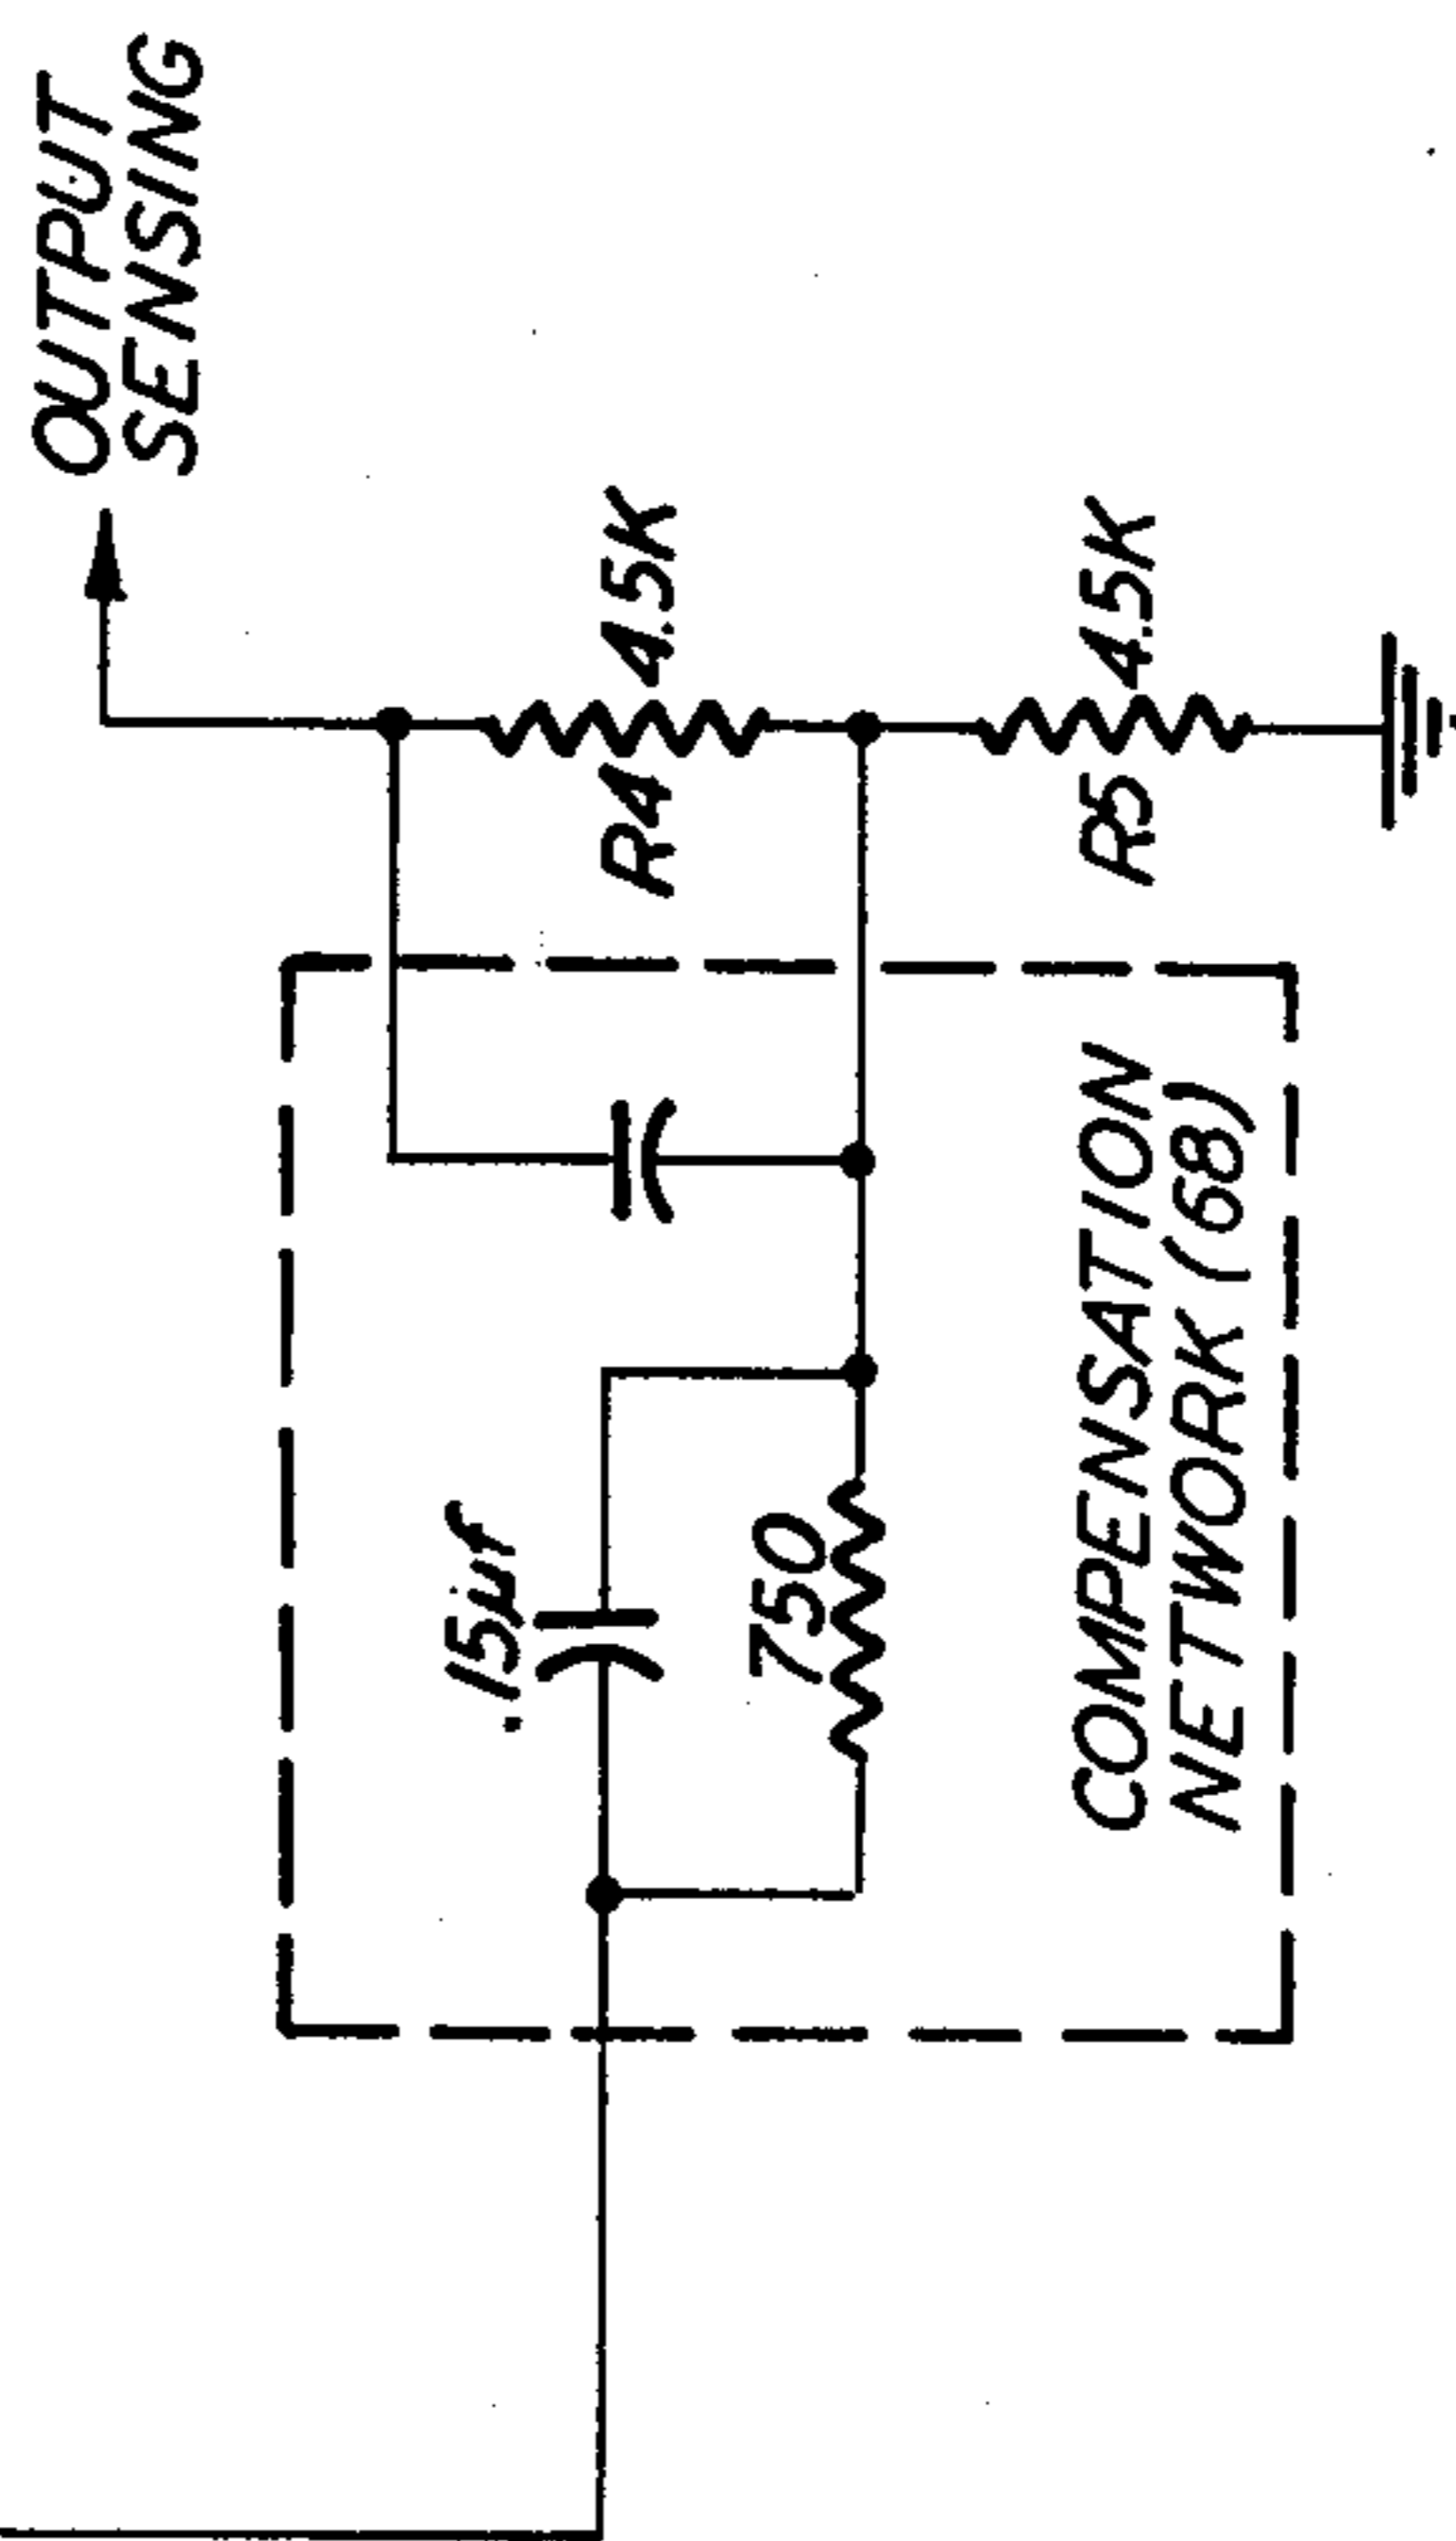 OUTPUT
SENSING
R4 4.5K
R5 4.5K
.15µf
750
COMPENSATION
NETWORK (68)